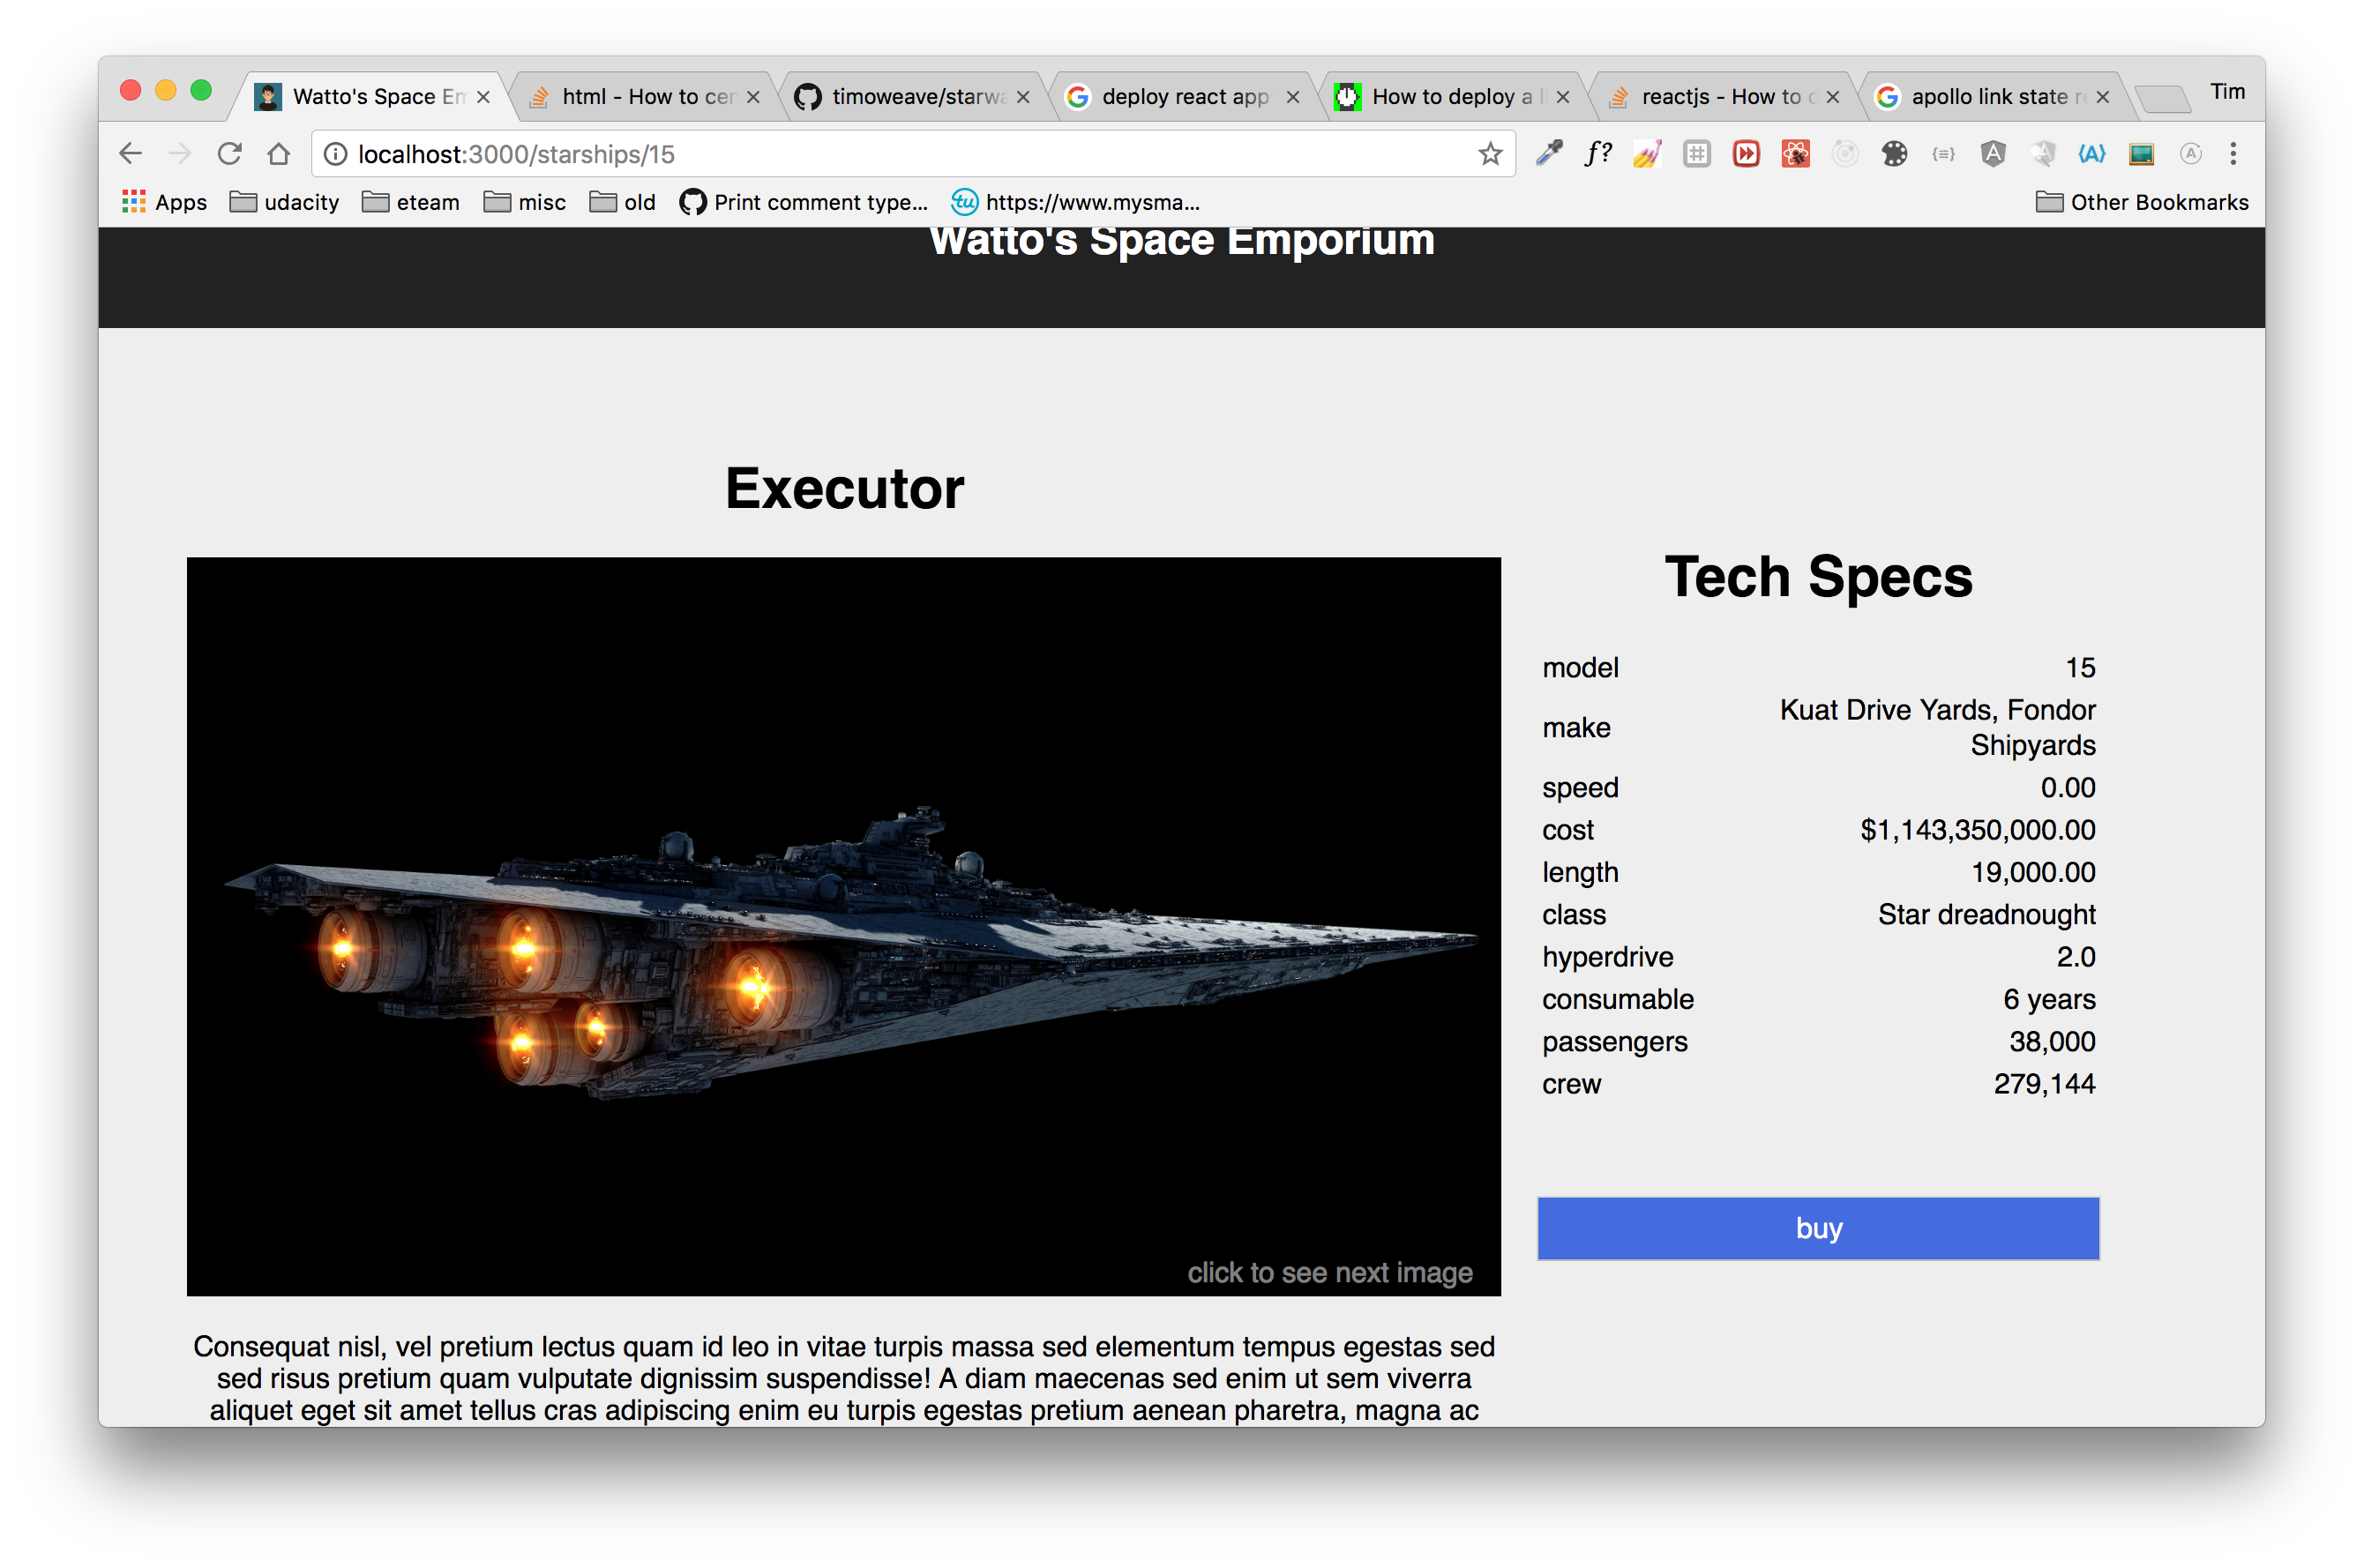 Watto's Space Em
html - How to cer
timoweave/starwa
deploy react app
How to deploy a li
reactjs - How to c
apollo link state re
Tim
localhost:3000/starships/15
f?
Apps
udacity
eteam
misc
old
Print comment type...
https://www.mysma...
Other Bookmarks
Watto's Space Emporium
Executor
click to see next image
Consequat nisl, vel pretium lectus quam id leo in vitae turpis massa sed elementum tempus egestas sed
sed risus pretium quam vulputate dignissim suspendisse! A diam maecenas sed enim ut sem viverra
aliquet eget sit amet tellus cras adipiscing enim eu turpis egestas pretium aenean pharetra, magna ac
Tech Specs
model 15
make Kuat Drive Yards, Fondor
Shipyards
speed 0.00
cost $1,143,350,000.00
length 19,000.00
class Star dreadnought
hyperdrive 2.0
consumable 6 years
passengers 38,000
crew 279,144
buy